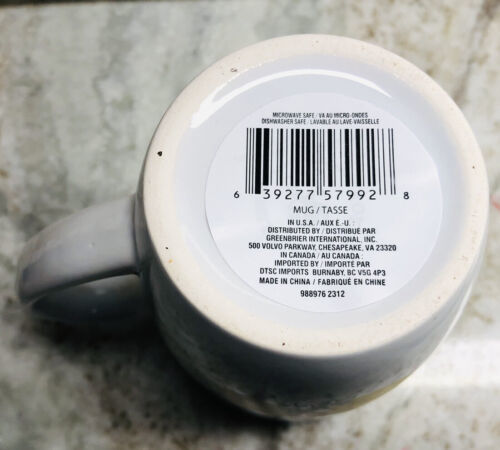 MICROWAVE SAFE / VA AU MICRO-ONDES
DISHWASHER SAFE / LAVABLE AU LAVE-VAISSELLE
6 39277 57992 8
MUG / TASSE
IN U.S.A. / AUX É.-U. :
DISTRIBUTED BY / DISTRIBUÉ PAR
GREENBRIER INTERNATIONAL, INC.
500 VOLVO PARKWAY, CHESAPEAKE, VA 23320
IN CANADA / AU CANADA :
IMPORTED BY / IMPORTÉ PAR
DTSC IMPORTS BURNABY, BC V5G 4P3
MADE IN CHINA / FABRIQUÉ EN CHINE
988976 2312